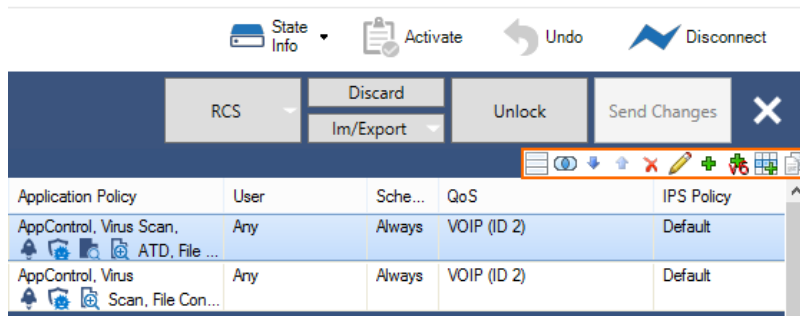 State
Info
Activate
Undo
Disconnect
RCS
Discard
Im/Export
Unlock
Send Changes
Application Policy User Sche... QoS IPS Policy
AppControl, Virus Scan, Any Always VOIP (ID 2) Default
ATD, File ...
AppControl, Virus Any Always VOIP (ID 2) Default
Scan, File Con...